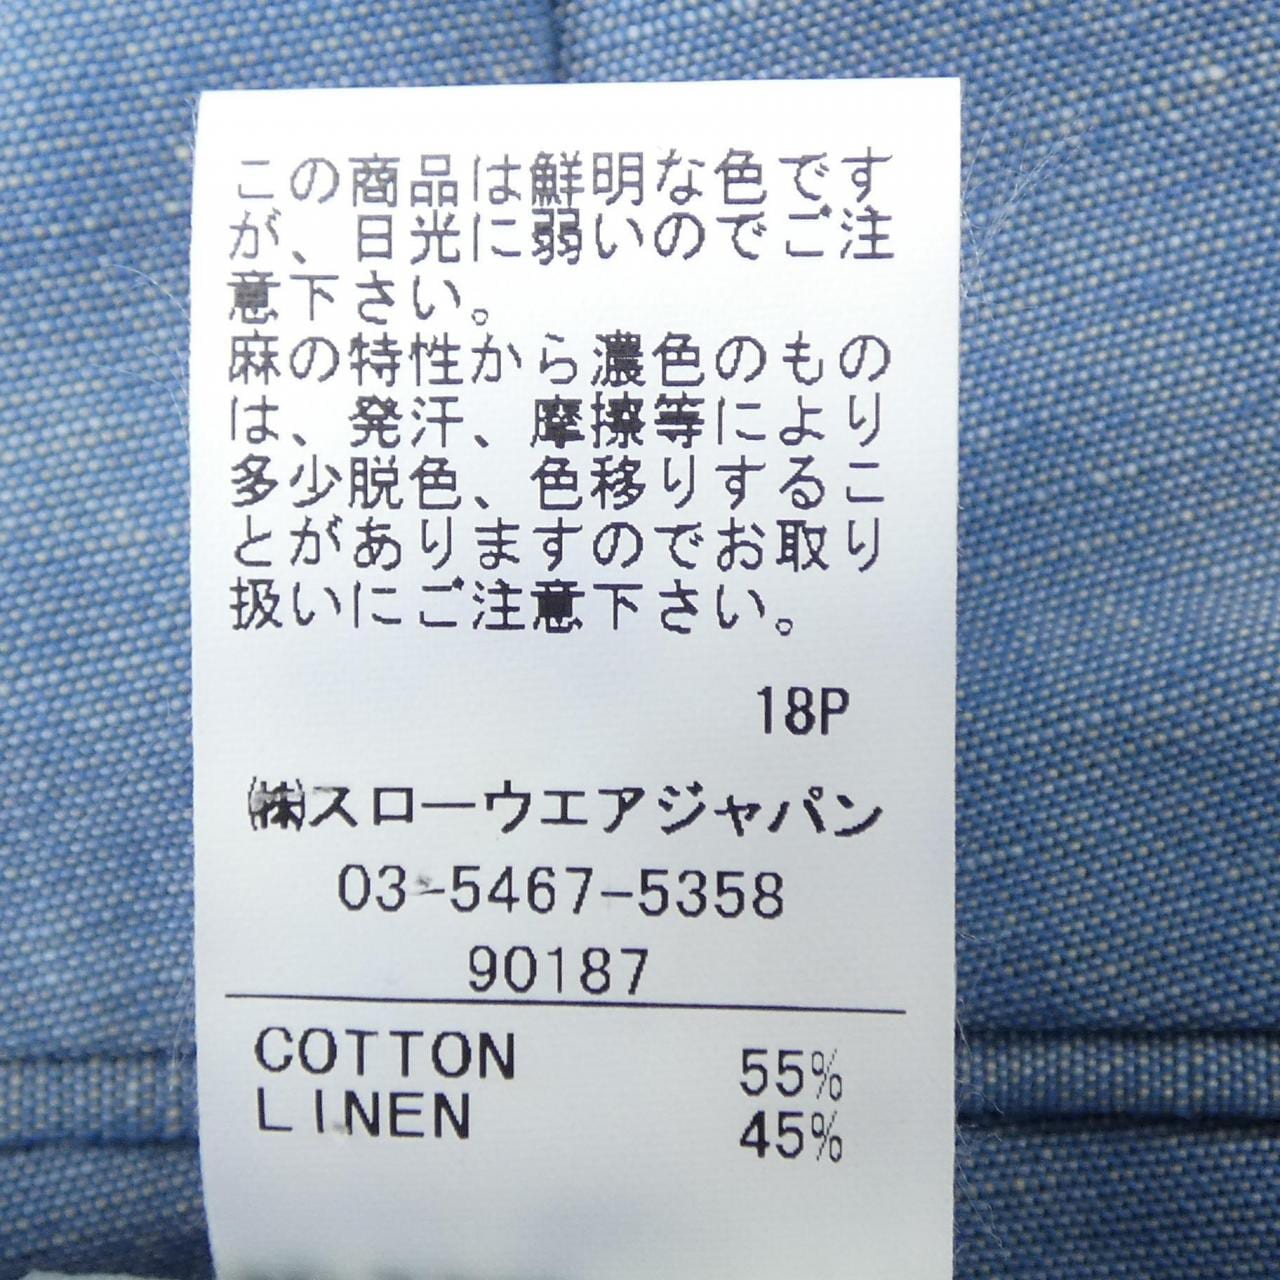 この商品は鮮明な色です
が、日光に弱いのでご注
意下さい。
麻の特性から濃色のもの
は、発汗、摩擦等により
多少脱色、色移りするこ
とがありますのでお取り
扱いにご注意下さい。
18P
㈱スローウエアジャパン
03-5467-5358
90187
COTTON 55%
LINEN 45%